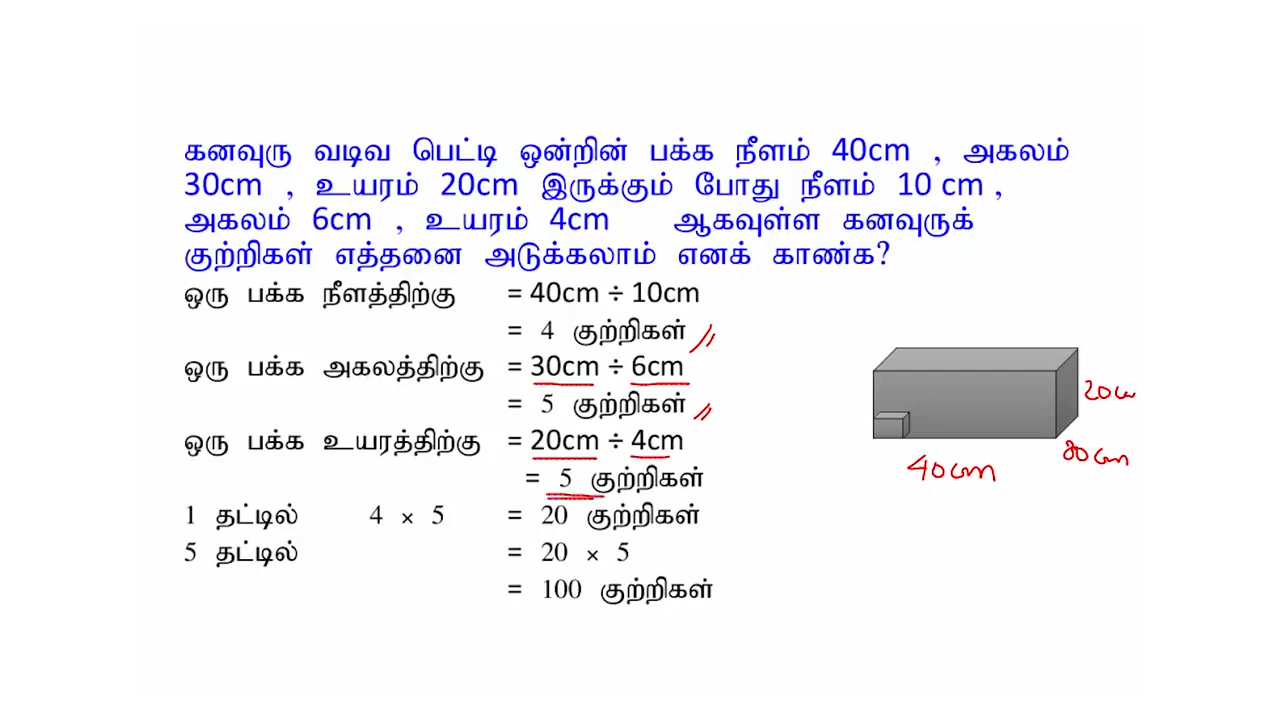 கனவுரு வடிவ பெட்டி ஒன்றின் பக்க நீளம் 40cm , அகலம்
30cm , உயரம் 20cm இருக்கும் போது நீளம் 10 cm ,
அகலம் 6cm , உயரம் 4cm ஆகவுள்ள கனவுருக்
குற்றிகள் எத்தனை அடுக்கலாம் எனக் காண்க?
ஒரு பக்க நீளத்திற்கு = 40cm ÷ 10cm
= 4 குற்றிகள்
ஒரு பக்க அகலத்திற்கு = 30cm ÷ 6cm
= 5 குற்றிகள்
ஒரு பக்க உயரத்திற்கு = 20cm ÷ 4cm
= 5 குற்றிகள்
1 தட்டில் 4 × 5 = 20 குற்றிகள்
5 தட்டில் = 20 × 5
= 100 குற்றிகள்
20cm
30cm
40cm